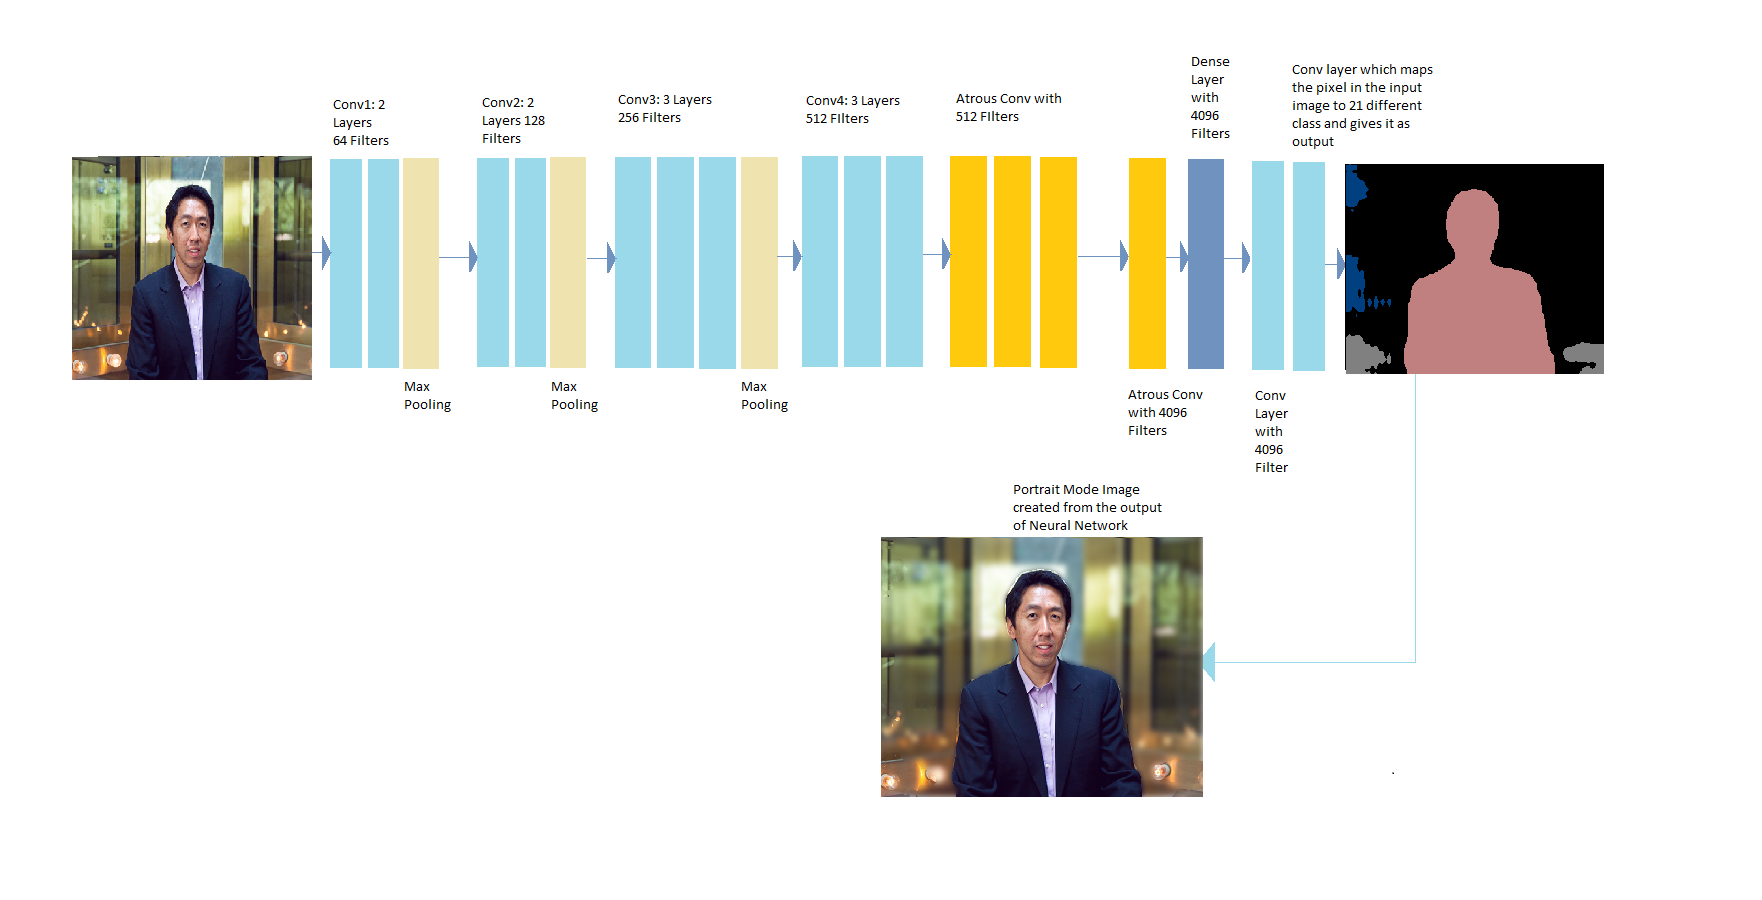 Conv1: 2
Layers
64 Filters
Conv2: 2
Layers 128
Filters
Conv3: 3 Layers
256 Filters
Conv4: 3 Layers
512 FIlters
Atrous Conv with
512 FIlters
Dense
Layer
with
4096
Filters
Conv layer which maps
the pixel in the input
image to 21 different
class and gives it as
output
Max
Pooling
Max
Pooling
Max
Pooling
Atrous Conv
with 4096
Filters
Conv
Layer
with
4096
Filter
Portrait Mode Image
created from the output
of Neural Network
.